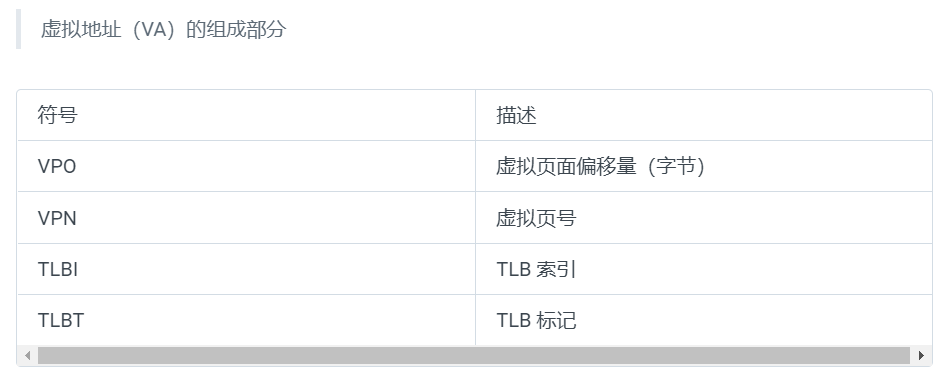 虚拟地址（VA）的组成部分
符号 描述
VPO 虚拟页面偏移量（字节）
VPN 虚拟页号
TLBI TLB 索引
TLBT TLB 标记